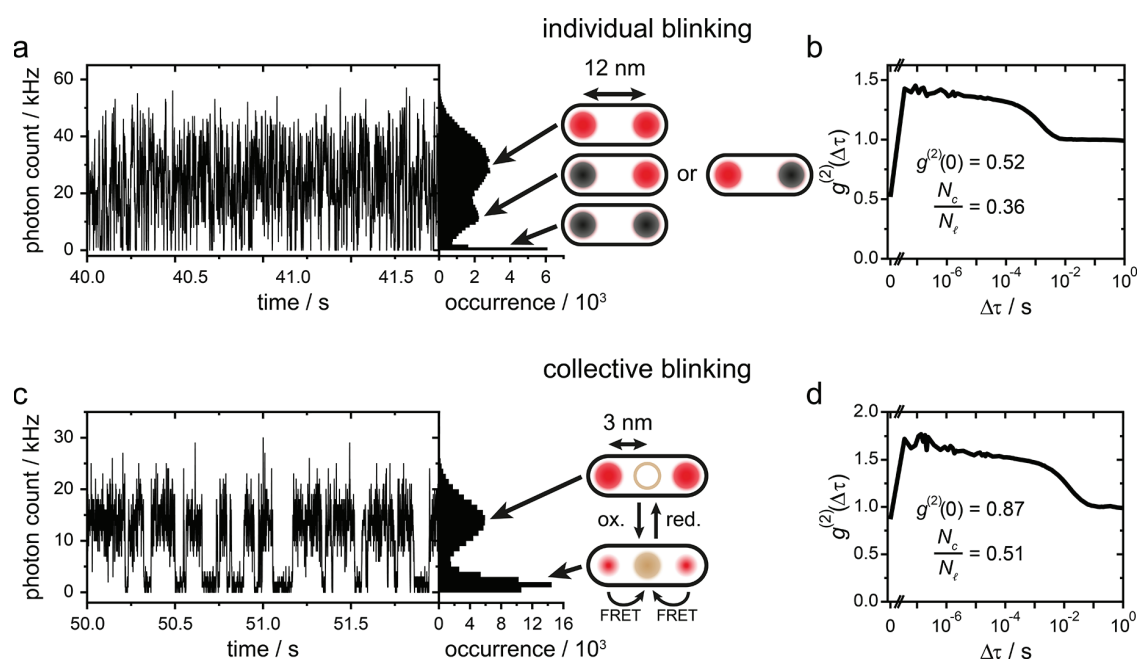 individual blinking
a
photon count / kHz
60
40
20
0
40.0
40.5
41.0
41.5
time / s
0
2
4
6
occurrence / 10³
12 nm
or
b
g⁽²⁾(Δτ)
1.5
1.0
0.5
0.0
g⁽²⁾(0) = 0.52
N_c / N_ℓ = 0.36
0
10⁻⁶
10⁻⁴
10⁻²
10⁰
Δτ / s
collective blinking
c
photon count / kHz
30
20
10
0
50.0
50.5
51.0
51.5
time / s
0
4
8
12
16
occurrence / 10³
3 nm
ox.
red.
FRET
FRET
d
g⁽²⁾(Δτ)
2.0
1.5
1.0
0.5
0.0
g⁽²⁾(0) = 0.87
N_c / N_ℓ = 0.51
0
10⁻⁶
10⁻⁴
10⁻²
10⁰
Δτ / s